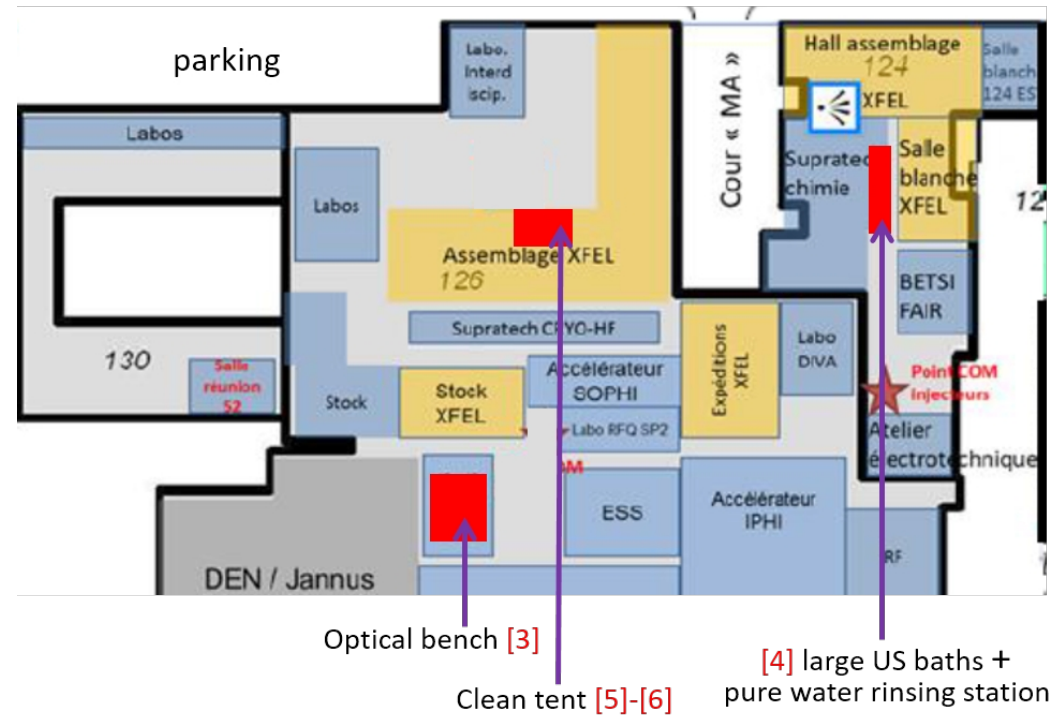 parking
Labo.
Interd
iscip.
Cour « MA »
Hall assemblage
124
XFEL
Salle
blanch
124 ES
Labos
Labos
Supratec
chimie
Salle
blanche
XFEL
12
Assemblage XFEL
126
BETSI
FAIR
Supratech CRYO-HF
130
Salle
réunion
52
Stock
Stock
XFEL
Accélérateur
SOPHI
Labo RFQ SP2
Expéditions
XFEL
Labo
DIVA
Point COM
injecteurs
Atelier
électrotechnique
OM
ESS
Accélérateur
IPHI
RF
DEN / Jannus
Optical bench [3]
Clean tent [5]-[6]
[4] large US baths +
pure water rinsing station